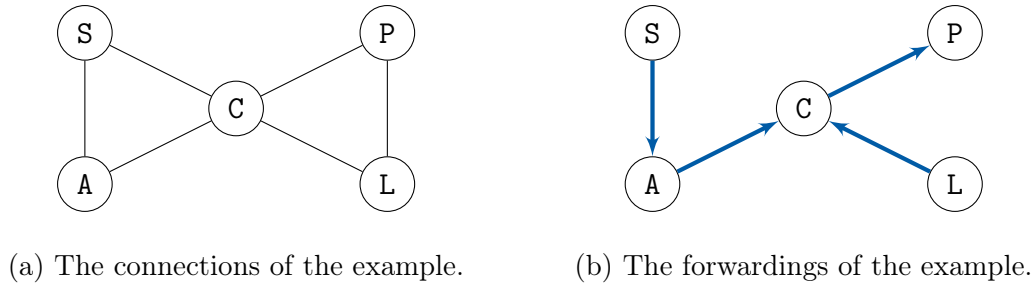 S P S P
C C
A L A L
(a) The connections of the example. (b) The forwardings of the example.